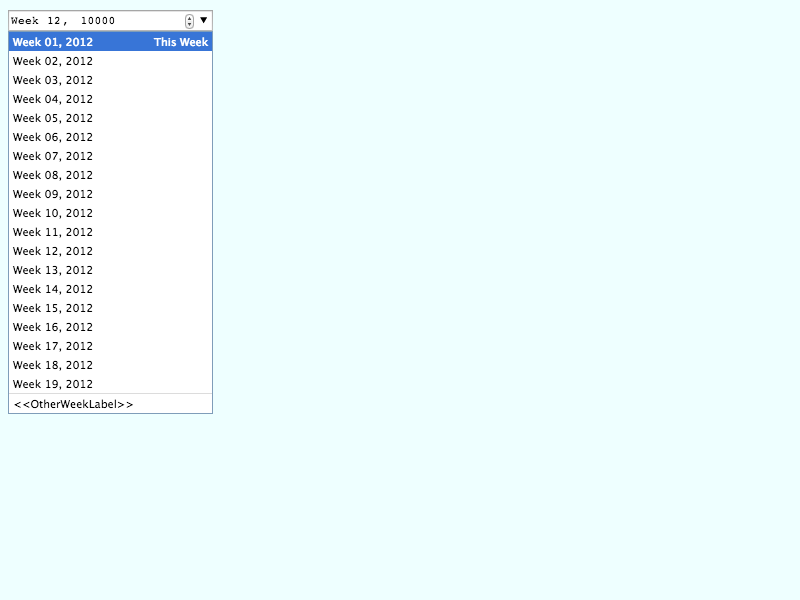 Week 12, 10000
Week 01, 2012 This Week
Week 02, 2012
Week 03, 2012
Week 04, 2012
Week 05, 2012
Week 06, 2012
Week 07, 2012
Week 08, 2012
Week 09, 2012
Week 10, 2012
Week 11, 2012
Week 12, 2012
Week 13, 2012
Week 14, 2012
Week 15, 2012
Week 16, 2012
Week 17, 2012
Week 18, 2012
Week 19, 2012
<<OtherWeekLabel>>